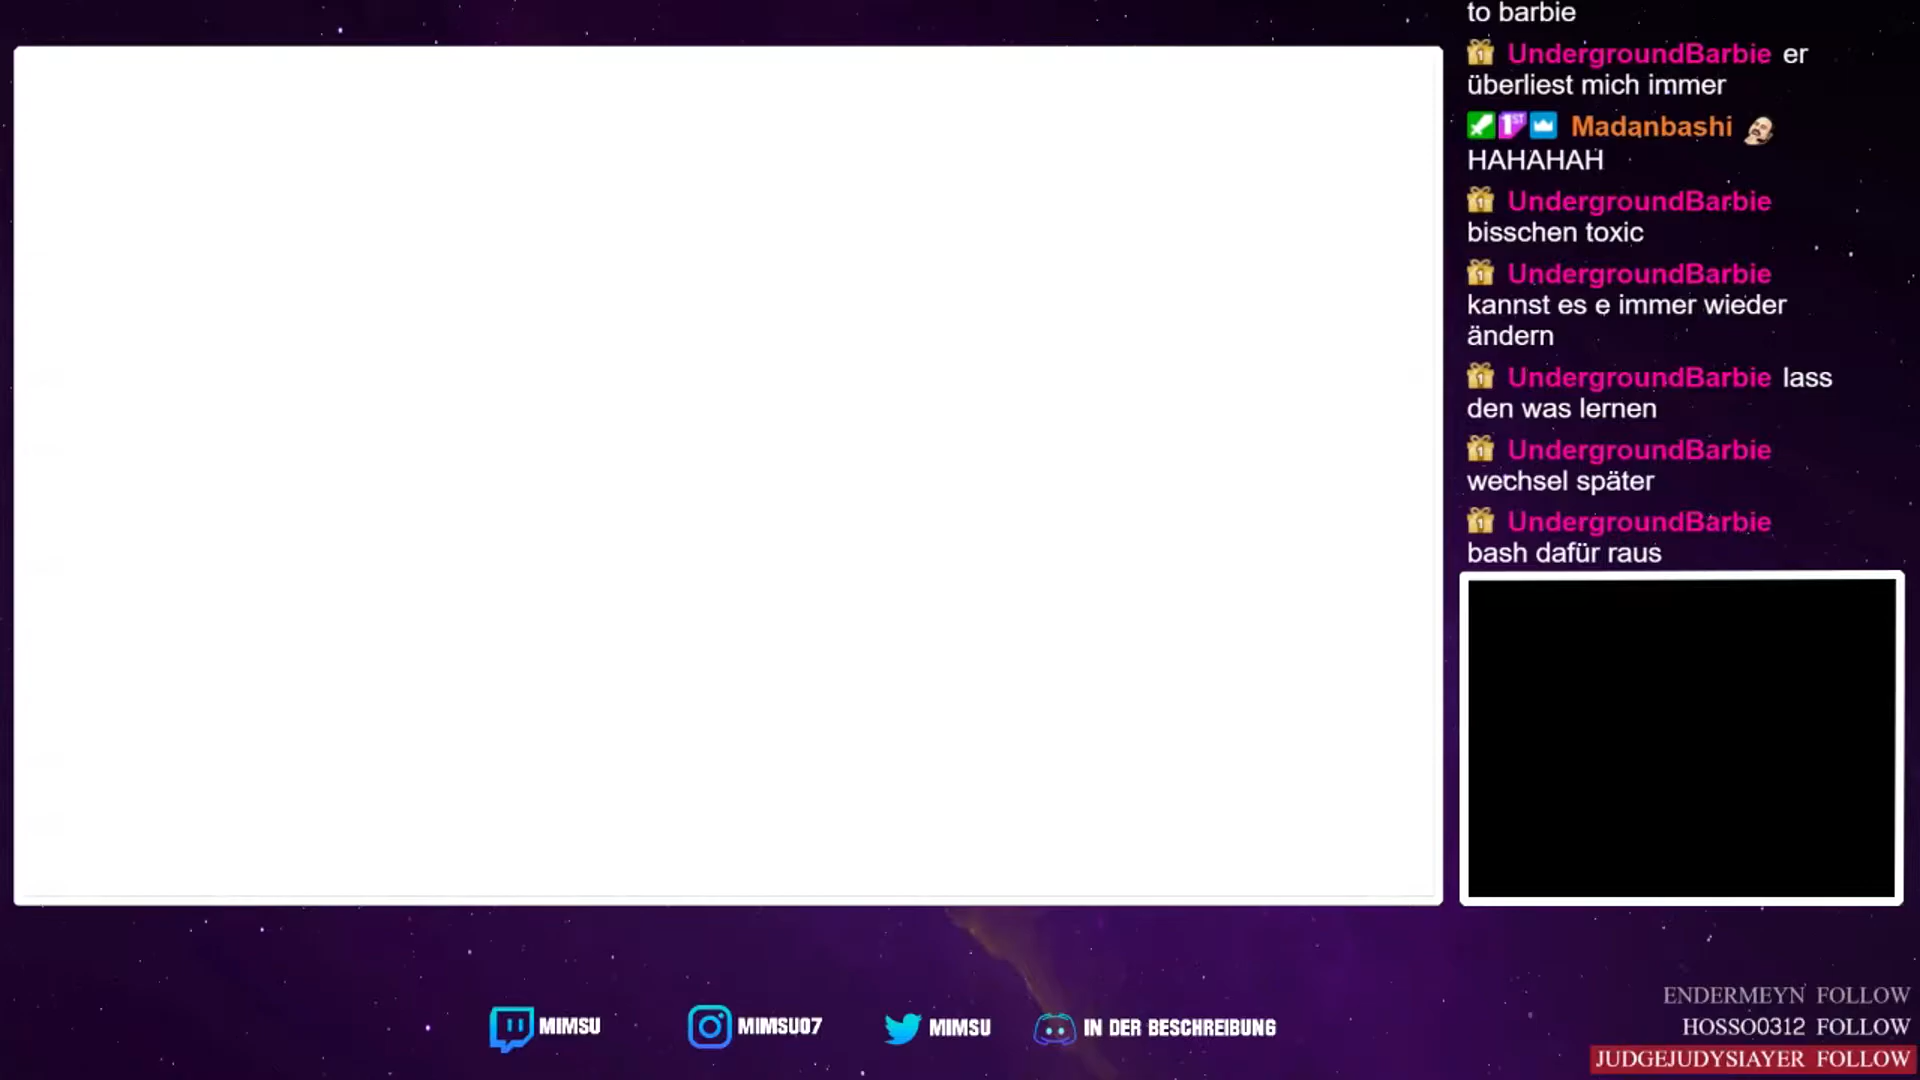 to barbie
UndergroundBarbie er
überliest mich immer
Madanbashi
HAHAHAH
UndergroundBarbie
bisschen toxic
UndergroundBarbie
kannst es e immer wieder
ändern
UndergroundBarbie lass
den was lernen
UndergroundBarbie
wechsel später
UndergroundBarbie
bash dafür raus
MIMSU
MIMSU07
MIMSU
IN DER BESCHREIBUNG
ENDERMEYN FOLLOW
HOSSO0312 FOLLOW
JUDGEJUDYSIAYER FOLLOW